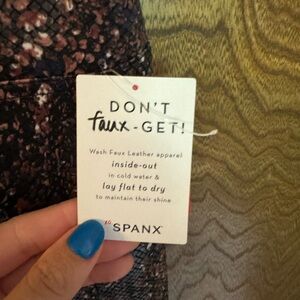 DON'T
faux-GET!
Wash Faux Leather apparel
inside-out
in cold water &
lay flat to dry
to maintain their shine
SPANX